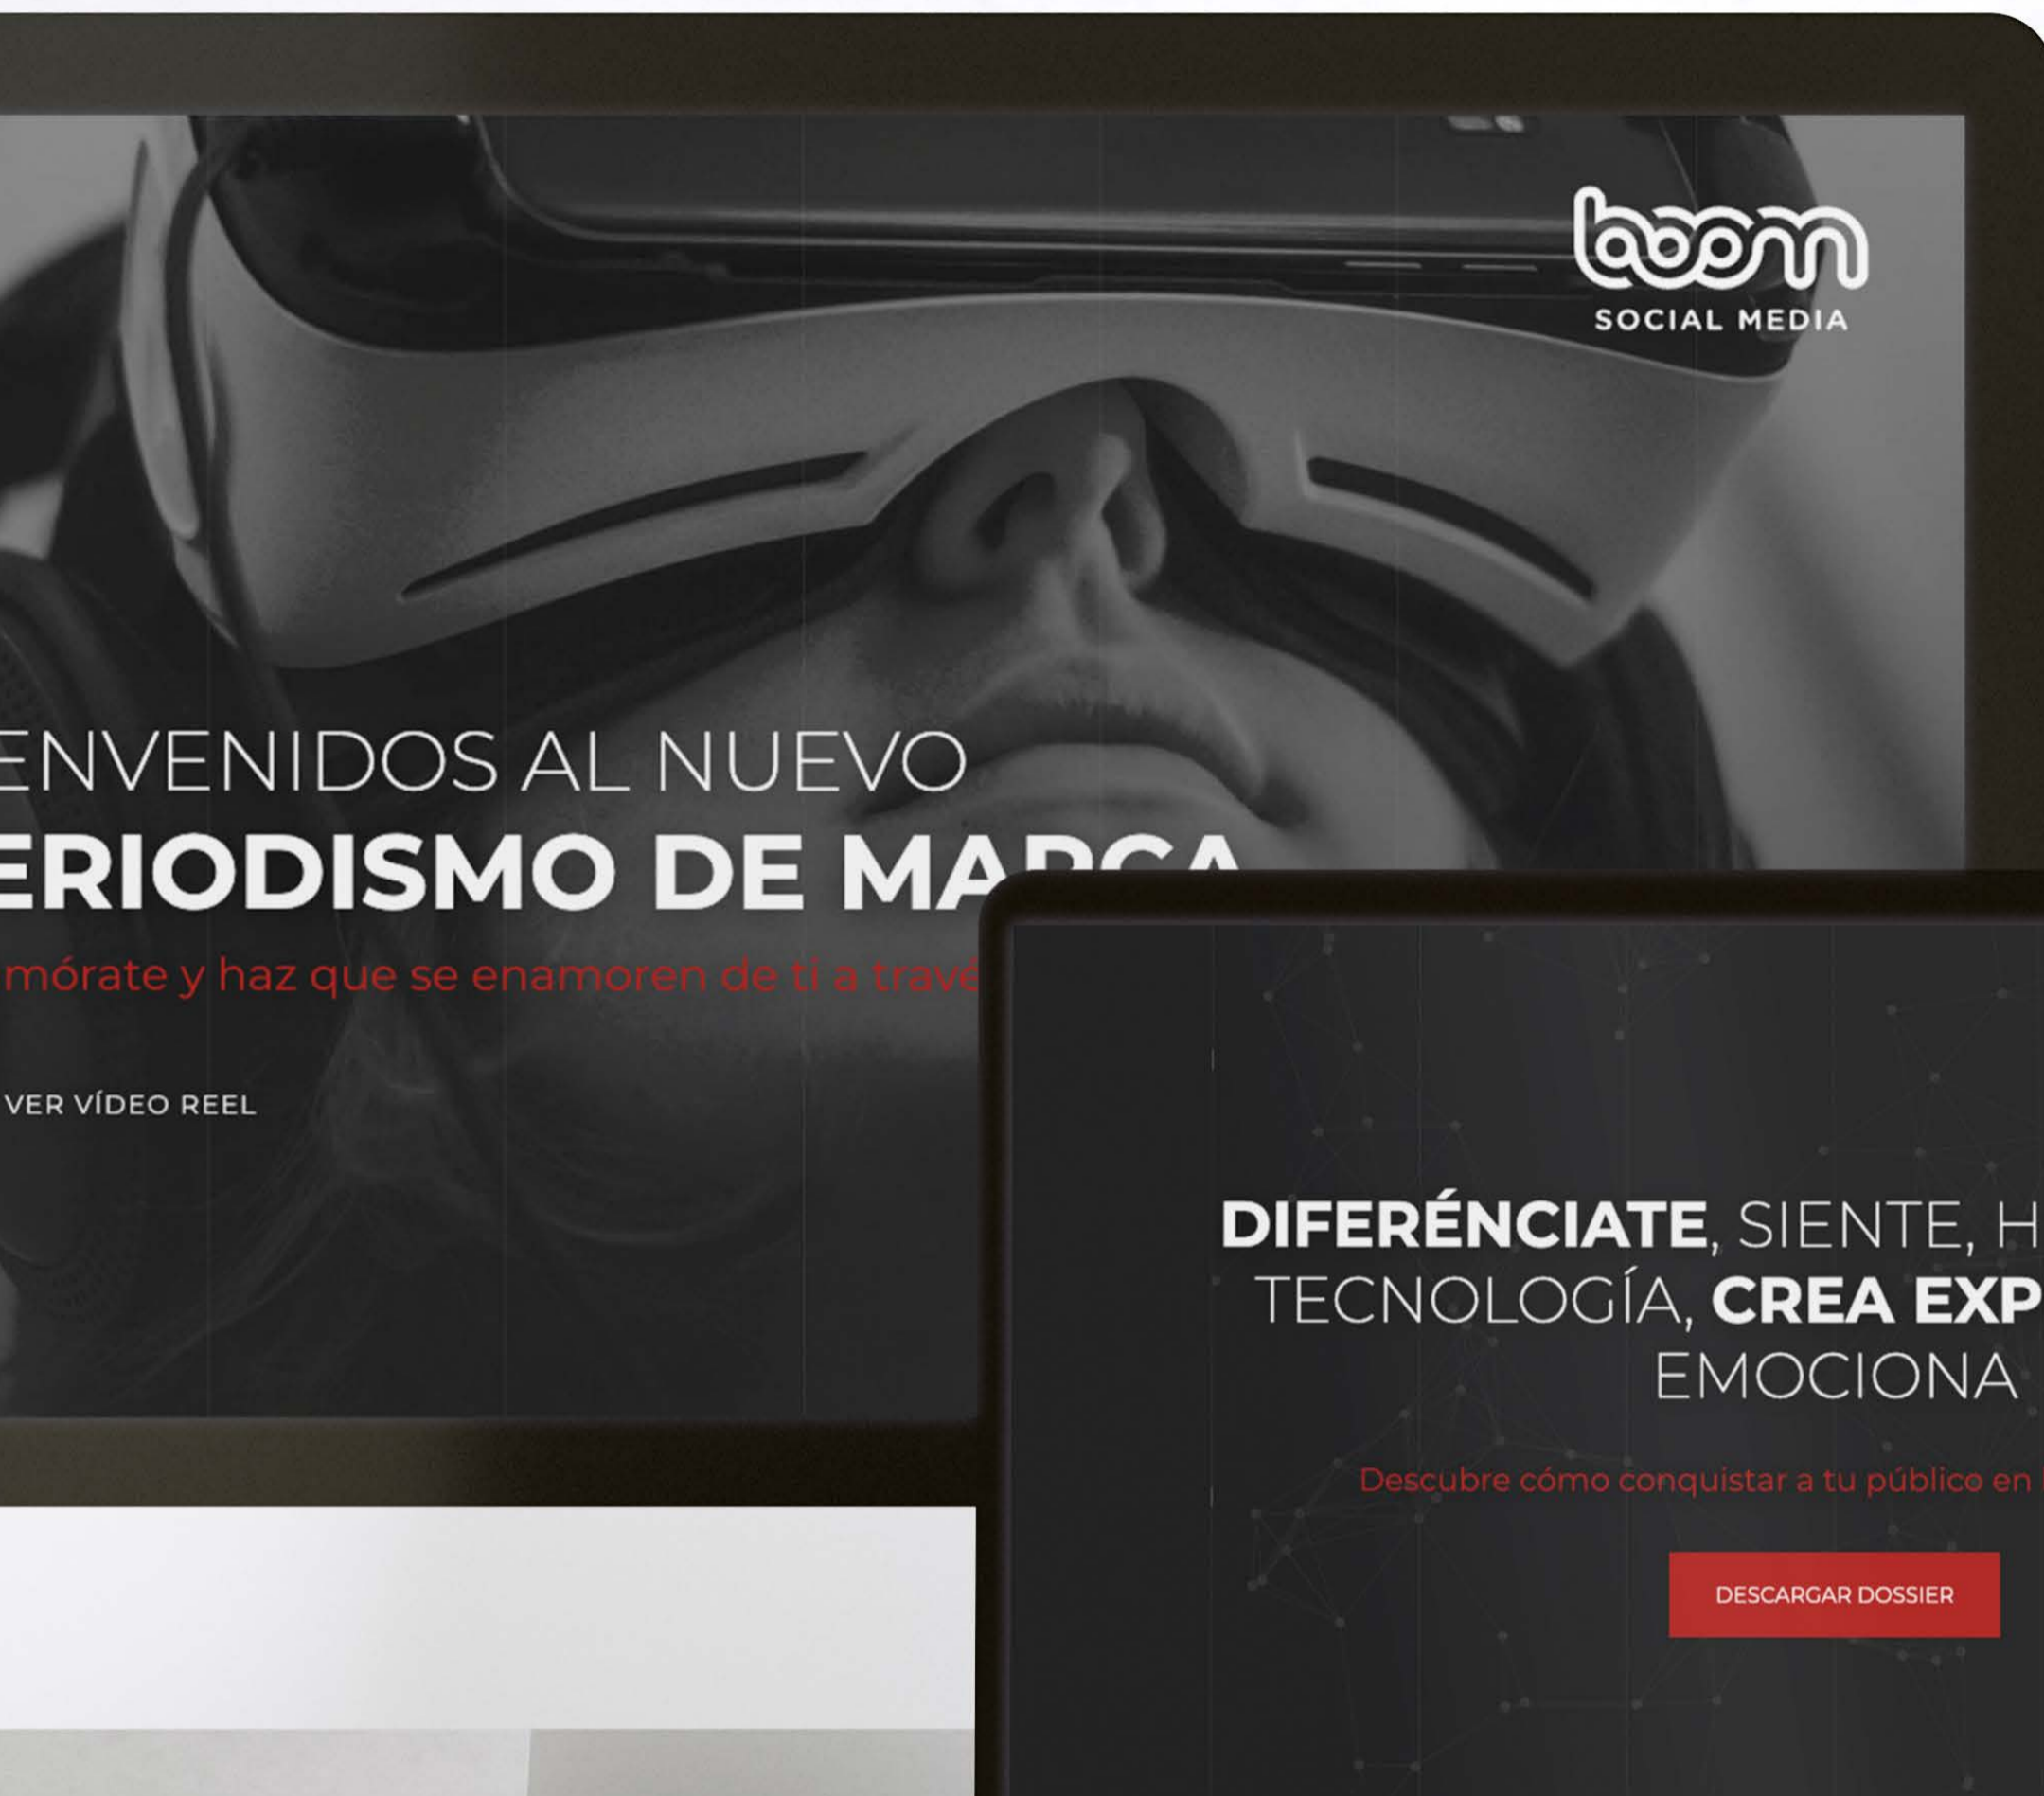 boom
SOCIAL MEDIA
ENVENIDOS AL NUEVO
ERIODISMO DE MARCA
mórate y haz que se enamoren de ti a travé
VER VÍDEO REEL
DIFERÉNCIATE, SIENTE, H
TECNOLOGÍA, CREA EXP
EMOCIONA
Descubre cómo conquistar a tu público en
DESCARGAR DOSSIER